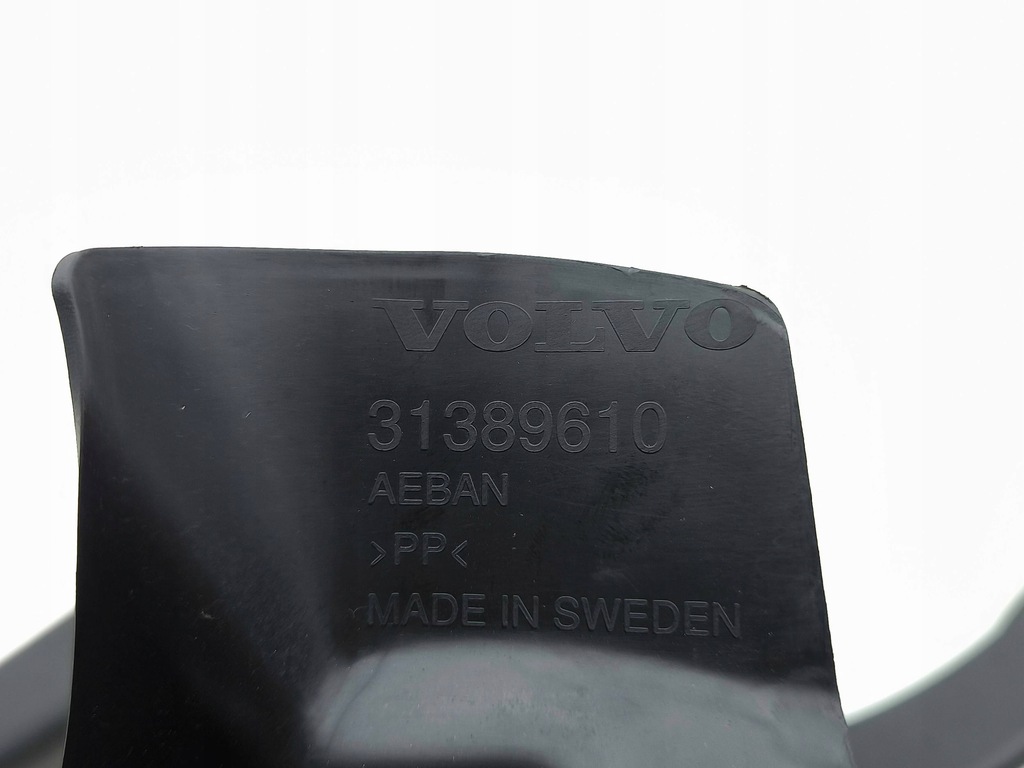 VOLVO
31389610
AEBAN
>PP<
MADE IN SWEDEN